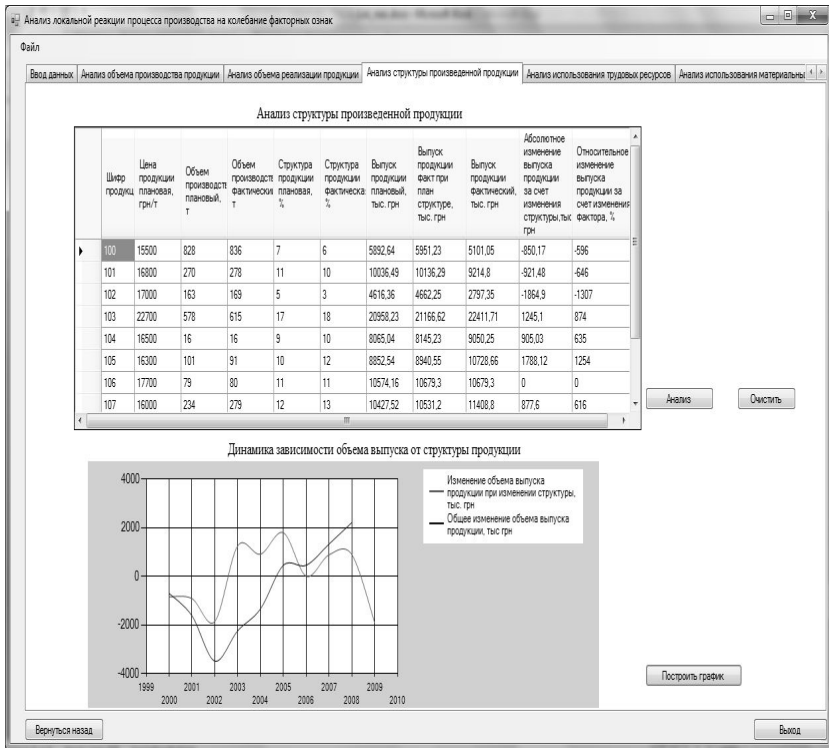 Анализ локальной реакции процесса производства на колебание факторных ознак
Файл
Ввод данных Анализ объема производства продукции Анализ объема реализации продукции Анализ структуры произведенной продукции Анализ использования трудовых ресурсов Анализ использования материальны
Анализ структуры произведенной продукции
Шифр продукц Цена продукции плановая, грн/т Объем производств плановый, т Объем производств фактически т Структура продукции плановая, % Структура продукции фактическа % Выпуск продукции плановый, тыс. грн Выпуск продукции факт при план структуре, тыс. грн Выпуск продукции фактический, тыс. грн Абсолютное изменение выпуска продукции за счет изменения структуры,тыс грн Относительное изменение выпуска продукции за счет изменения фактора, %
100 15500 828 836 7 6 5892,64 5951,23 5101,05 -850,17 -596
101 16800 270 278 11 10 10036,49 10136,29 9214,8 -921,48 -646
102 17000 163 169 5 3 4616,36 4662,25 2797,35 -1864,9 -1307
103 22700 578 615 17 18 20958,23 21166,62 22411,71 1245,1 874
104 16500 16 16 9 10 8065,04 8145,23 9050,25 905,03 635
105 16300 101 91 10 12 8852,54 8940,55 10728,66 1788,12 1254
106 17700 79 80 11 11 10574,16 10679,3 10679,3 0 0
107 16000 234 279 12 13 10427,52 10531,2 11408,8 877,6 616
Анализ Очистить
Динамика зависимости объема выпуска от структуры продукции
4000
2000
0
-2000
-4000
1999 2001 2003 2005 2007 2009
2000 2002 2004 2006 2008 2010
Изменение объема выпуска
продукции при изменении структуры,
тыс. грн
Общее изменение объема выпуска
продукции, тыс грн
Построить график
Вернуться назад Выход